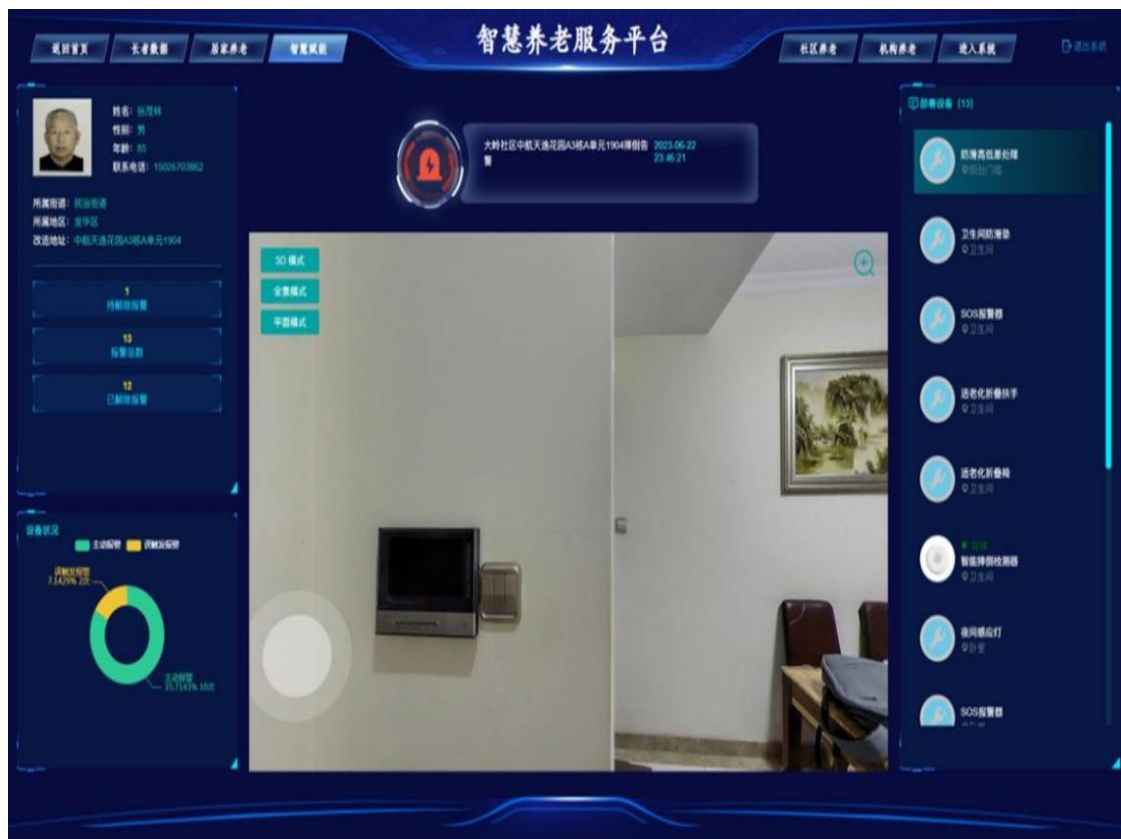 智慧养老服务平台
返回首页
长者数据
居家养老
智慧赋能
社区养老
机构养老
进入系统
退出系统
姓名: 张茂林
性别: 男
年龄: 85
联系电话: 15026703862
所属街道: 民治街道
所属地区: 龙华区
改造地址: 中航天逸花园A3栋A单元1904
1
待解除报警
13
报警总数
12
已解除报警
设备状况
主动报警
误触发报警
误触发报警
7.1429% 2次
主动报警
35.7143% 10次
大岭社区中航天逸花园A3栋A单元1904摔倒告
警
2023-06-22
23:46:21
3D 模式
全景模式
平面模式
部署设备 (13)
防滑高低差处理
阳台门槛
卫生间防滑垫
卫生间
SOS报警器
卫生间
适老化折叠扶手
卫生间
适老化折叠椅
卫生间
在线
智能摔倒检测器
卫生间
夜间感应灯
卧室
SOS报警器